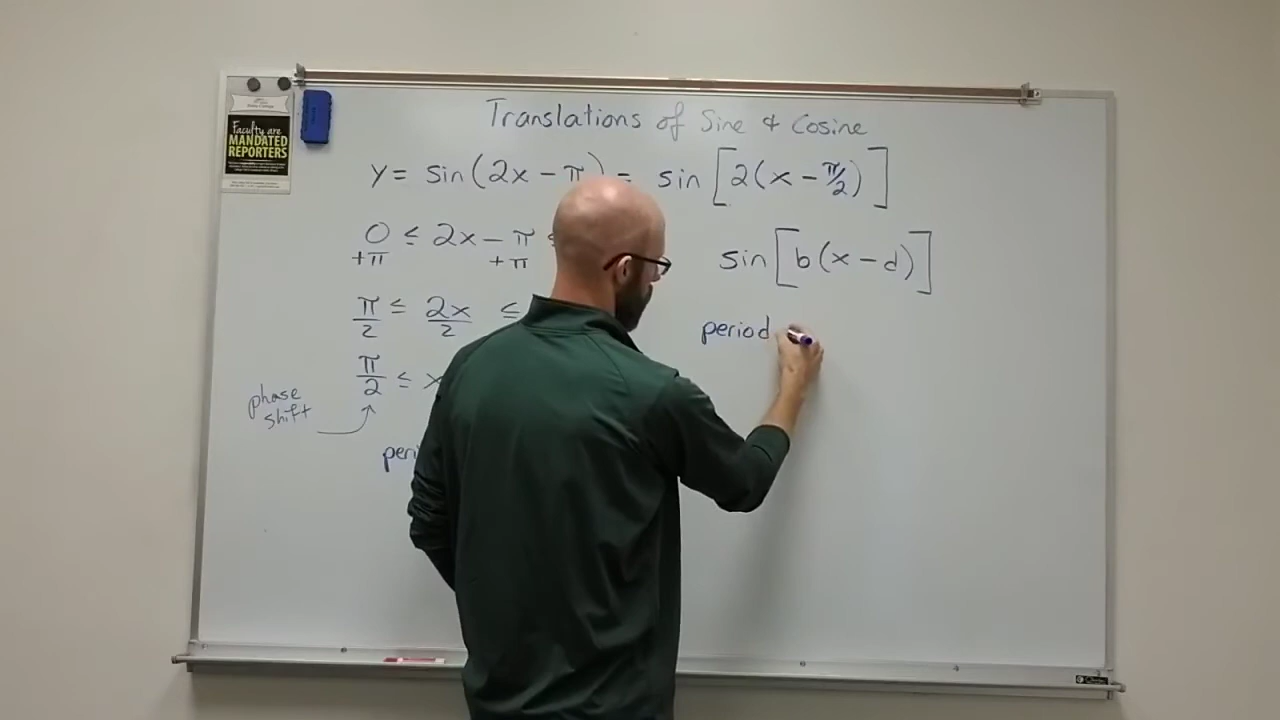 Translations of Sine & Cosine
y = sin(2x - π) = sin[2(x - π/2)]
0 ≤ 2x - π
+π +π
sin[b(x - d)]
π/2 ≤ 2x/2 ≤
period
π/2 ≤ x
phase
shift
peri
Faculty are
MANDATED
REPORTERS